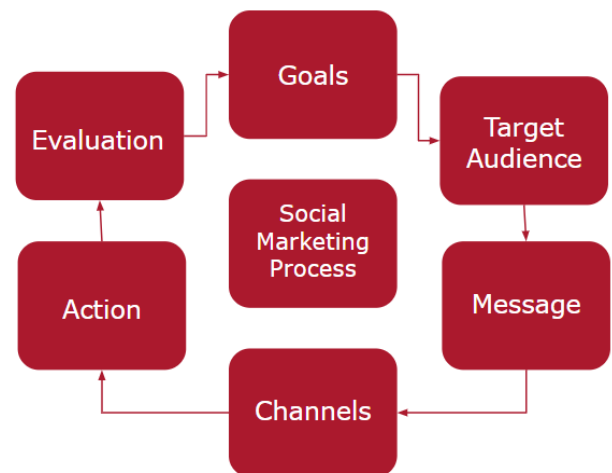 Goals
Target
Audience
Message
Channels
Action
Evaluation
Social
Marketing
Process